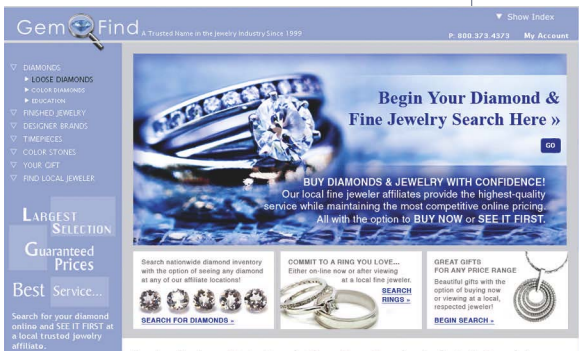 Gem Find
A Trusted Name in the Jewelry Industry Since 1999
▼ Show Index
P: 800.373.4373 My Account
▽ DIAMONDS
▶ LOOSE DIAMONDS
▶ COLOR DIAMONDS
▶ EDUCATION
▽ FINISHED JEWELRY
▽ DESIGNER BRANDS
▽ TIMEPIECES
▽ COLOR STONES
▽ YOUR GIFT
▽ FIND LOCAL JEWELER
LARGEST
SELECTION
Guaranteed
Prices
Best Service...
Search for your diamond
online and SEE IT FIRST at
a local trusted jewelry
affiliate.
Begin Your Diamond &
Fine Jewelry Search Here »
GO
BUY DIAMONDS & JEWELRY WITH CONFIDENCE!
Our local fine jeweler affiliates provide the highest-quality
service while maintaining the most competitive online pricing.
All with the option to BUY NOW or SEE IT FIRST.
Search nationwide diamond inventory
with the option of seeing any diamond
at any of our affiliate locations!
SEARCH FOR DIAMONDS »
COMMIT TO A RING YOU LOVE...
Either on-line now or after viewing
at a local fine jeweler.
SEARCH
RINGS »
GREAT GIFTS
FOR ANY PRICE RANGE
Beautiful gifts with the
option of buying now
or viewing at a local,
respected jeweler!
BEGIN SEARCH »